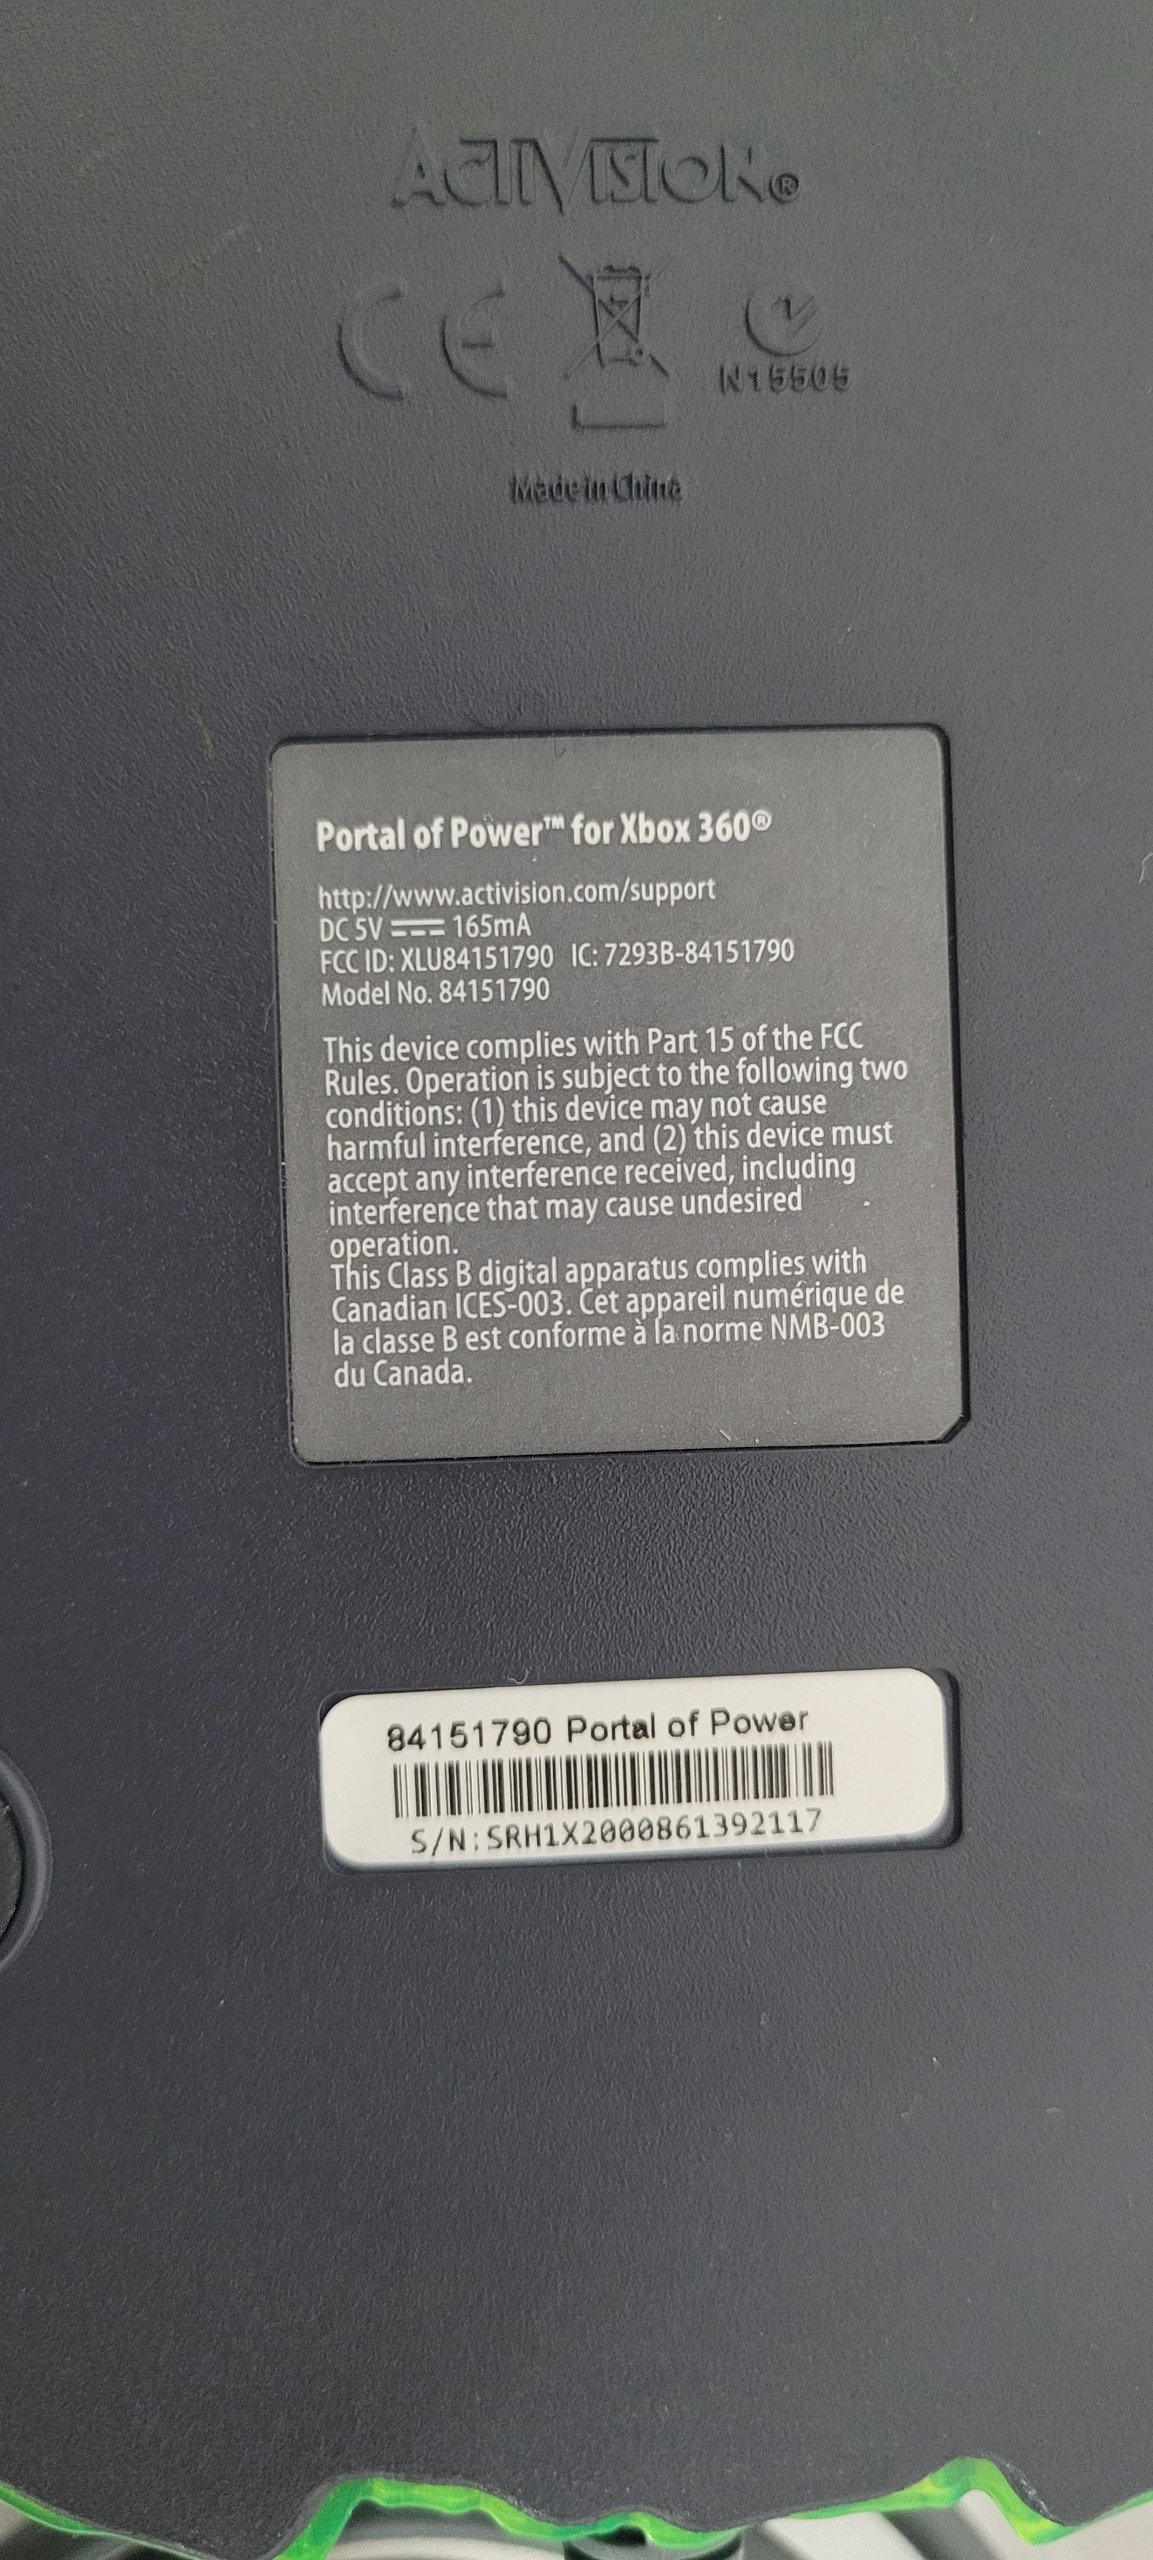 ACTIVISION®
CE
N15505
Made in China
Portal of Power™ for Xbox 360®
http://www.activision.com/support
DC 5V ⎓ 165mA
FCC ID: XLU84151790 IC: 7293B-84151790
Model No. 84151790
This device complies with Part 15 of the FCC
Rules. Operation is subject to the following two
conditions: (1) this device may not cause
harmful interference, and (2) this device must
accept any interference received, including
interference that may cause undesired
operation.
This Class B digital apparatus complies with
Canadian ICES-003. Cet appareil numérique de
la classe B est conforme à la norme NMB-003
du Canada.
84151790 Portal of Power
S/N:SRH1X2000861392117